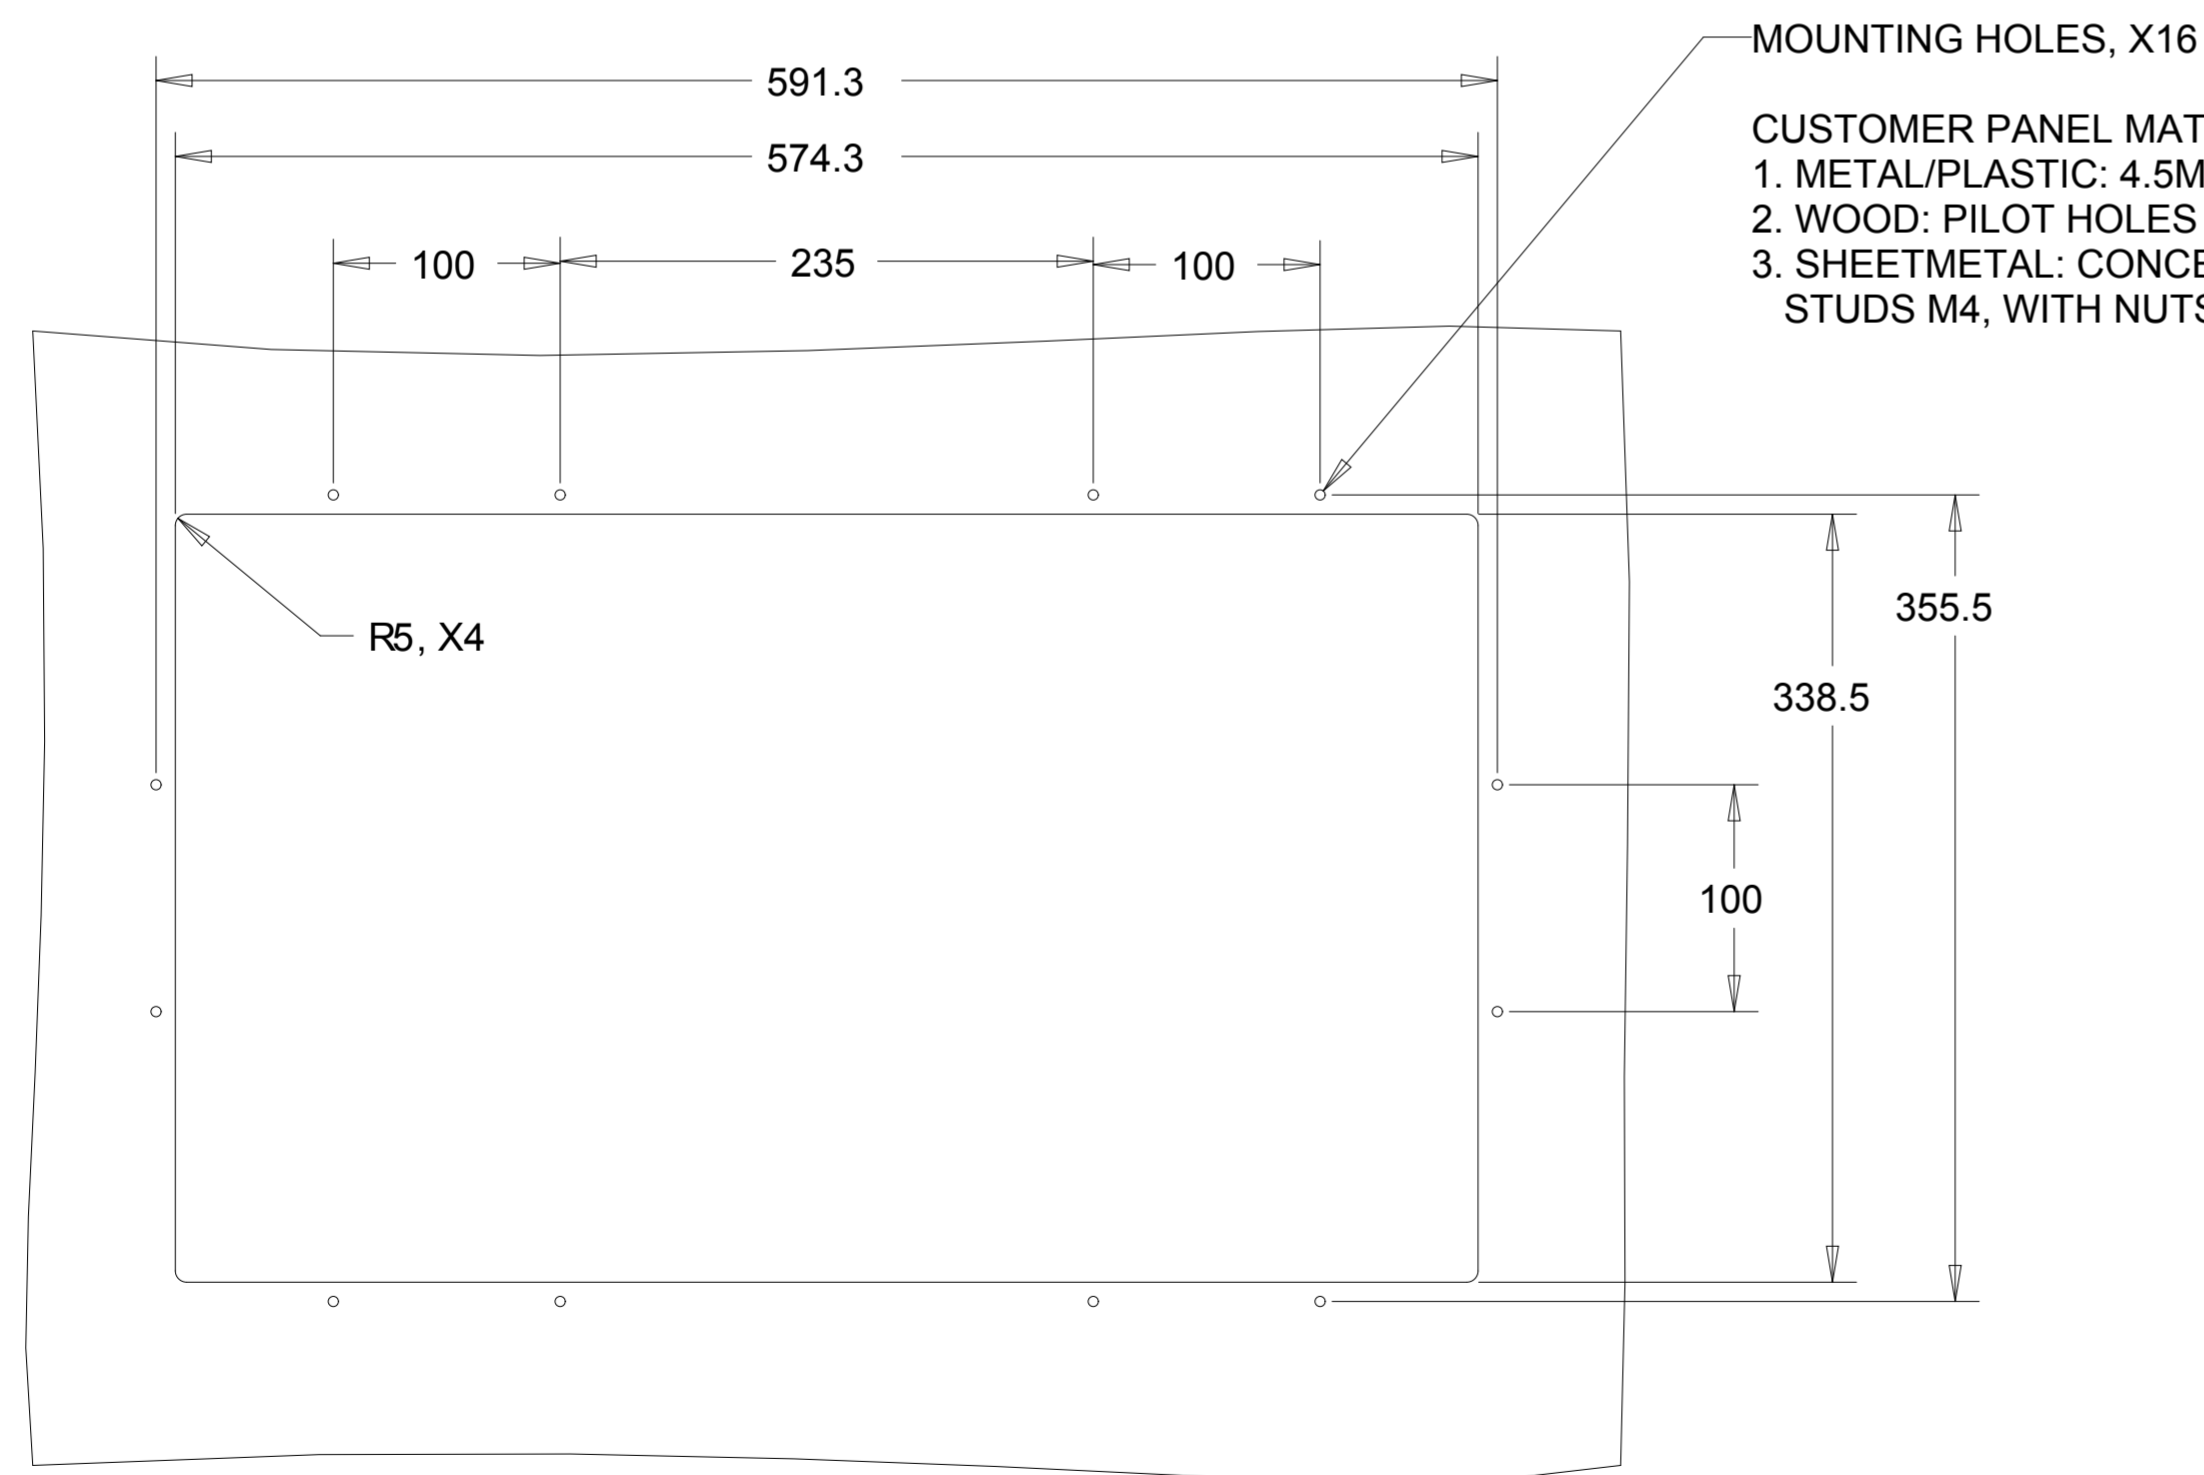 MOUNTING HOLES, X16
591.3
CUSTOMER PANEL MAT
574.3
1. METAL/PLASTIC: 4.5M
2. WOOD: PILOT HOLES
100
235
100
3. SHEETMETAL: CONCE
STUDS M4, WITH NUTS
355.5
R5, X4
338.5
100